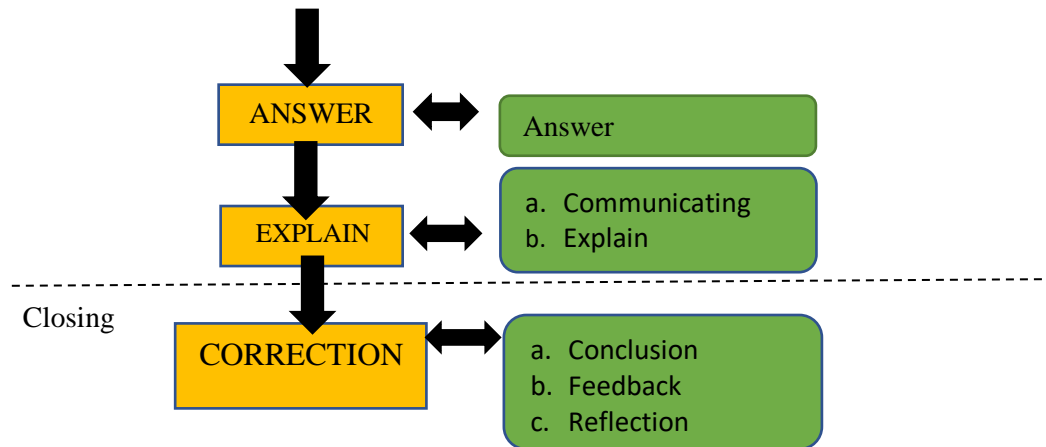 ANSWER
Answer
a. Communicating
b. Explain
EXPLAIN
Closing
CORRECTION
a. Conclusion
b. Feedback
c. Reflection